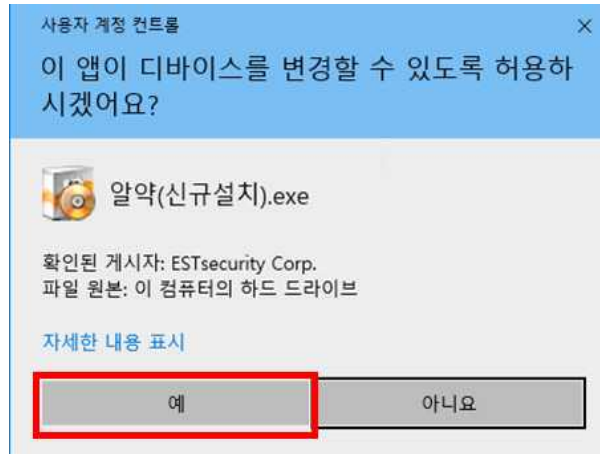 사용자 계정 컨트롤
이 앱이 디바이스를 변경할 수 있도록 허용하
시겠어요?
알약(신규설치).exe
확인된 게시자: ESTsecurity Corp.
파일 원본: 이 컴퓨터의 하드 드라이브
자세한 내용 표시
예
아니요